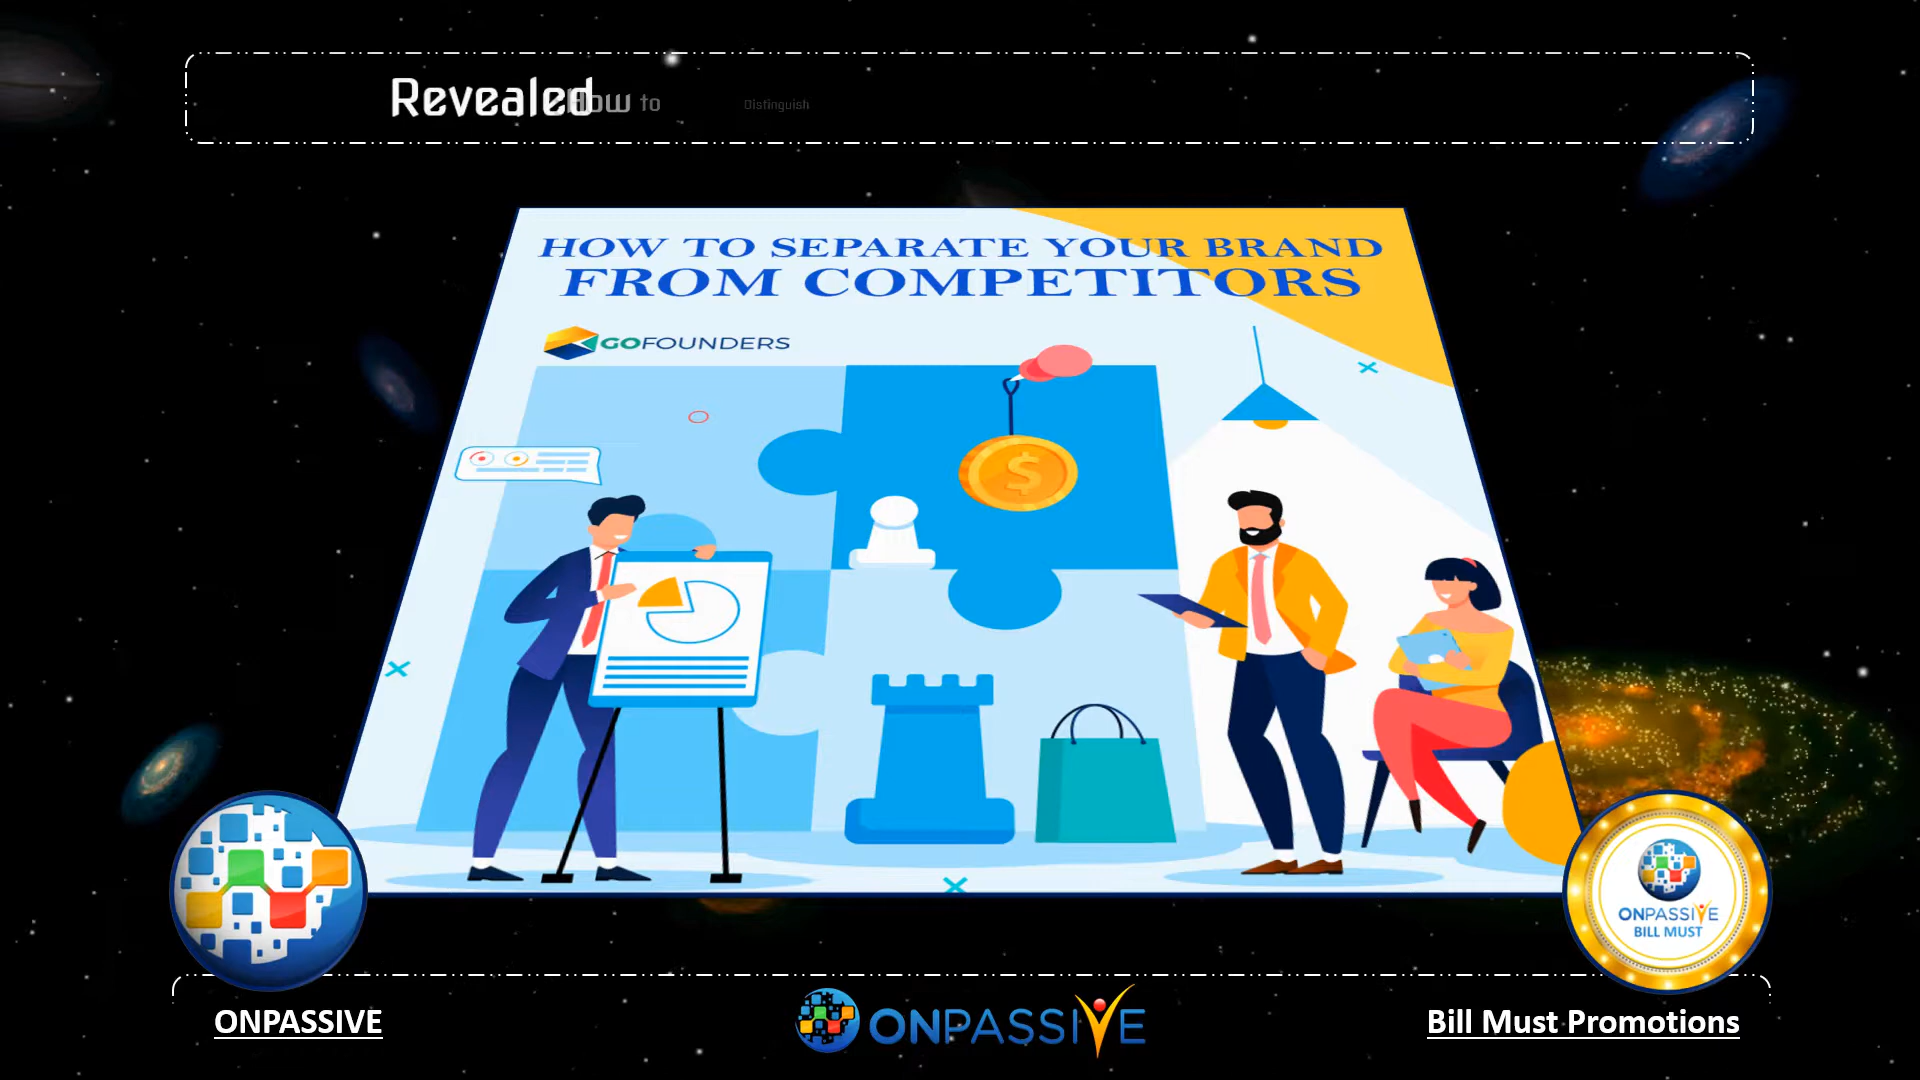 Revealed How to Distinguish
HOW TO SEPARATE YOUR BRAND
FROM COMPETITORS
GOFOUNDERS
$
ONPASSIVE
BILL MUST
ONPASSIVE
ONPASSIVE
Bill Must Promotions